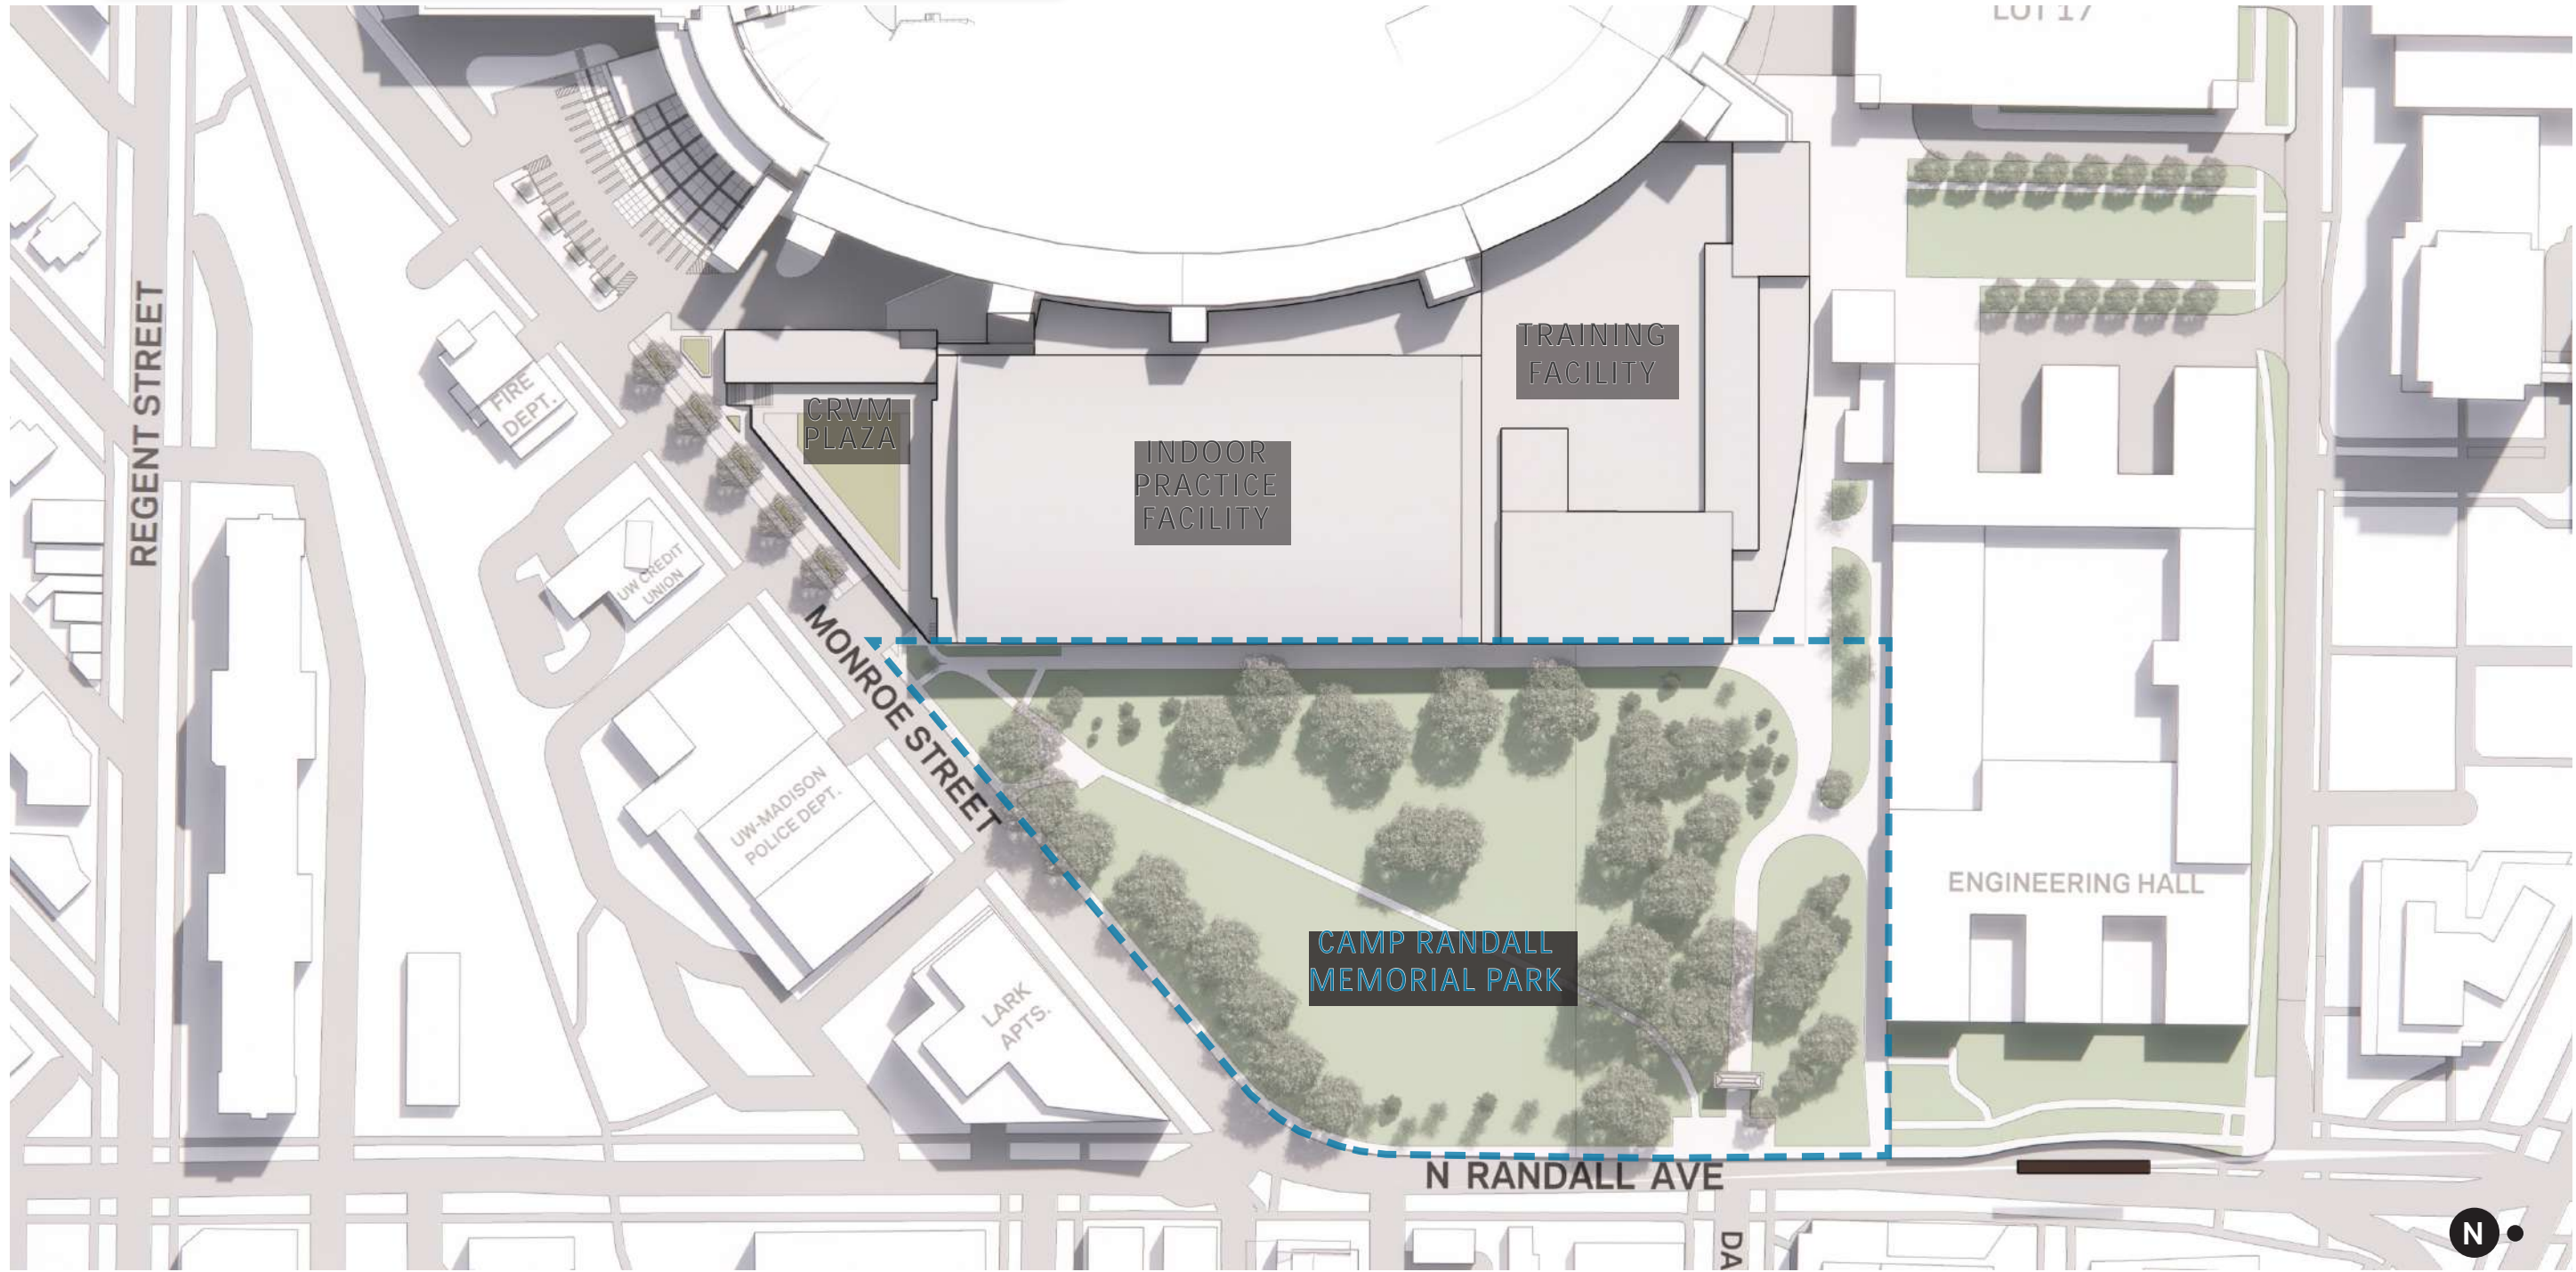 LOT 17
REGENT STREET
FIRE
DEPT.
CRVM
PLAZA
INDOOR
PRACTICE
FACILITY
TRAINING
FACILITY
UW CREDIT
UNION
MONROE STREET
UW-MADISON
POLICE DEPT.
LARK
APTS.
CAMP RANDALL
MEMORIAL PARK
ENGINEERING HALL
N RANDALL AVE
DA
N